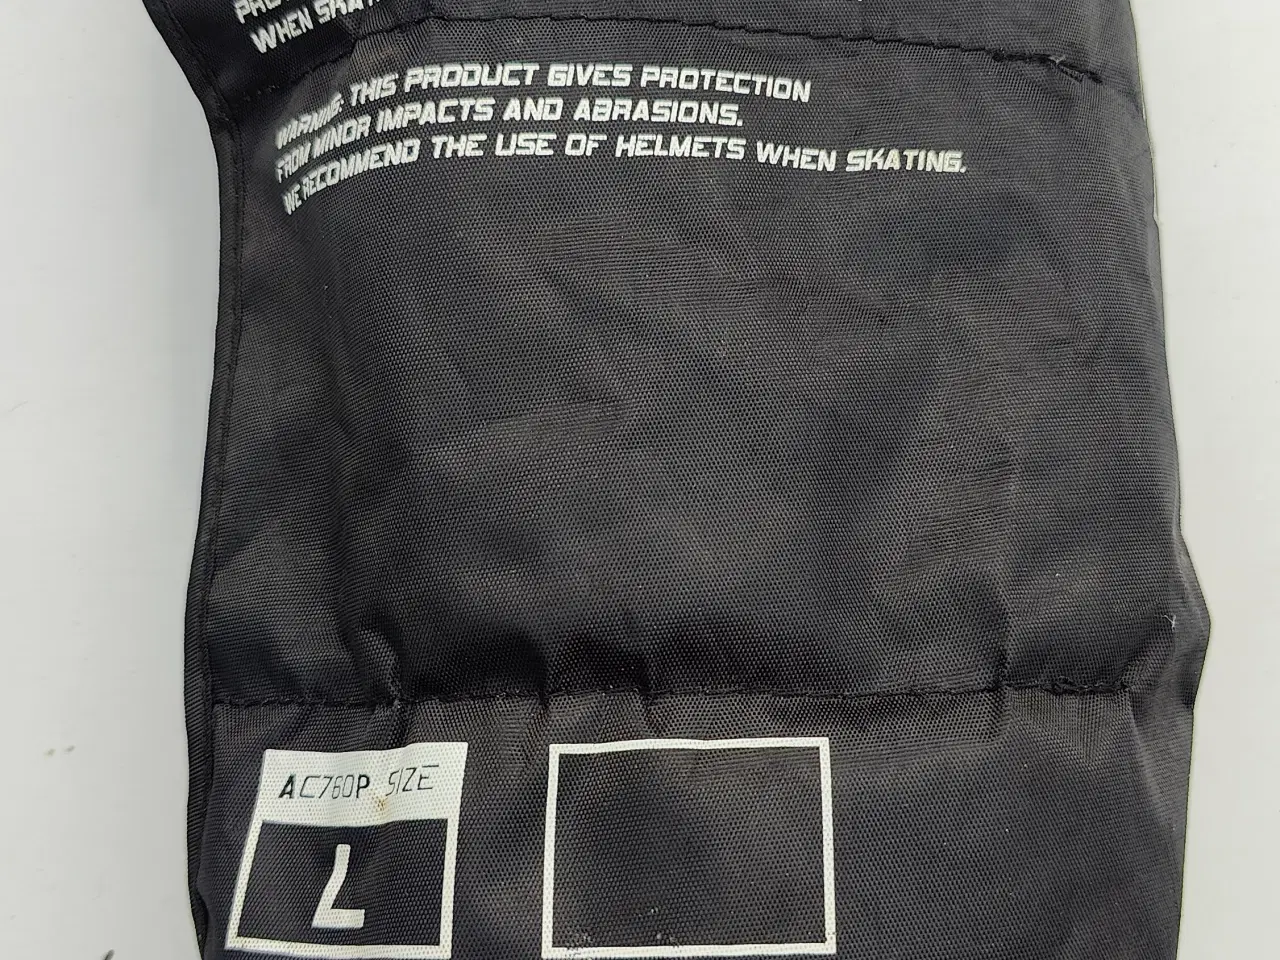 WHEN
WARNING: THIS PRODUCT GIVES PROTECTION
FROM MINOR IMPACTS AND ABRASIONS.
WE RECOMMEND THE USE OF HELMETS WHEN SKATING.
AC760P SIZE
L